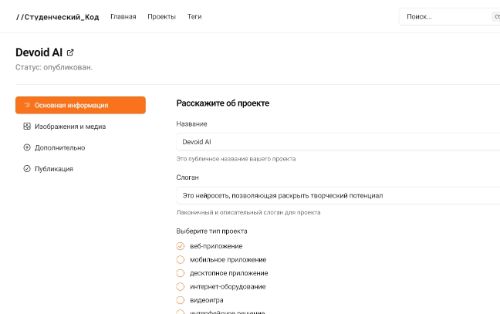 //Студенческий_Код
Главная
Проекты
Теги
Поиск...
Devoid AI
Статус: опубликован.
Основная информация
Изображения и медиа
Дополнительно
Публикация
Расскажите об проекте
Название
Devoid AI
Это публичное название вашего проекта
Слоган
Это нейросеть, позволяющая раскрыть творческий потенциал
Лаконичный и описательный слоган для проекта
Выберите тип проекта
веб-приложение
мобильное приложение
десктопное приложение
интернет-оборудование
видеоигра